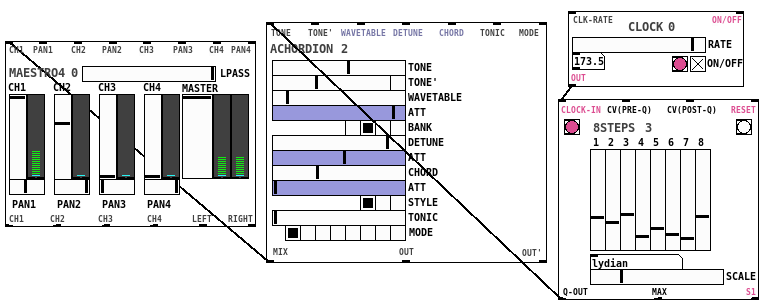 CH1 PAN1 CH2 PAN2 CH3 PAN3 CH4 PAN4
MAESTRO4 0 LPASS
CH1 CH2 CH3 CH4 MASTER
PAN1 PAN2 PAN3 PAN4
CH1 CH2 CH3 CH4 LEFT RIGHT
TONE TONE' WAVETABLE DETUNE CHORD TONIC MODE
ACHORDION 2
TONE
TONE'
WAVETABLE
ATT
BANK
DETUNE
ATT
CHORD
ATT
STYLE
TONIC
MODE
MIX OUT OUT'
CLK-RATE ON/OFF
CLOCK 0
RATE
173.5 ON/OFF
OUT
CLOCK-IN CV(PRE-Q) CV(POST-Q) RESET
8STEPS 3
1 2 3 4 5 6 7 8
lydian
SCALE
Q-OUT MAX S1